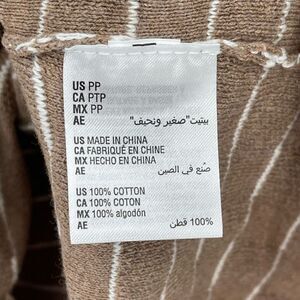 US PP
CA PTP
MX PP
AE بيتيت"صغير ونحيف"
US MADE IN CHINA
CA FABRIQUÉ EN CHINE
MX HECHO EN CHINA
AE صُنع في الصين
US 100% COTTON
CA 100% COTON
MX 100% algodón
AE 100% قطن